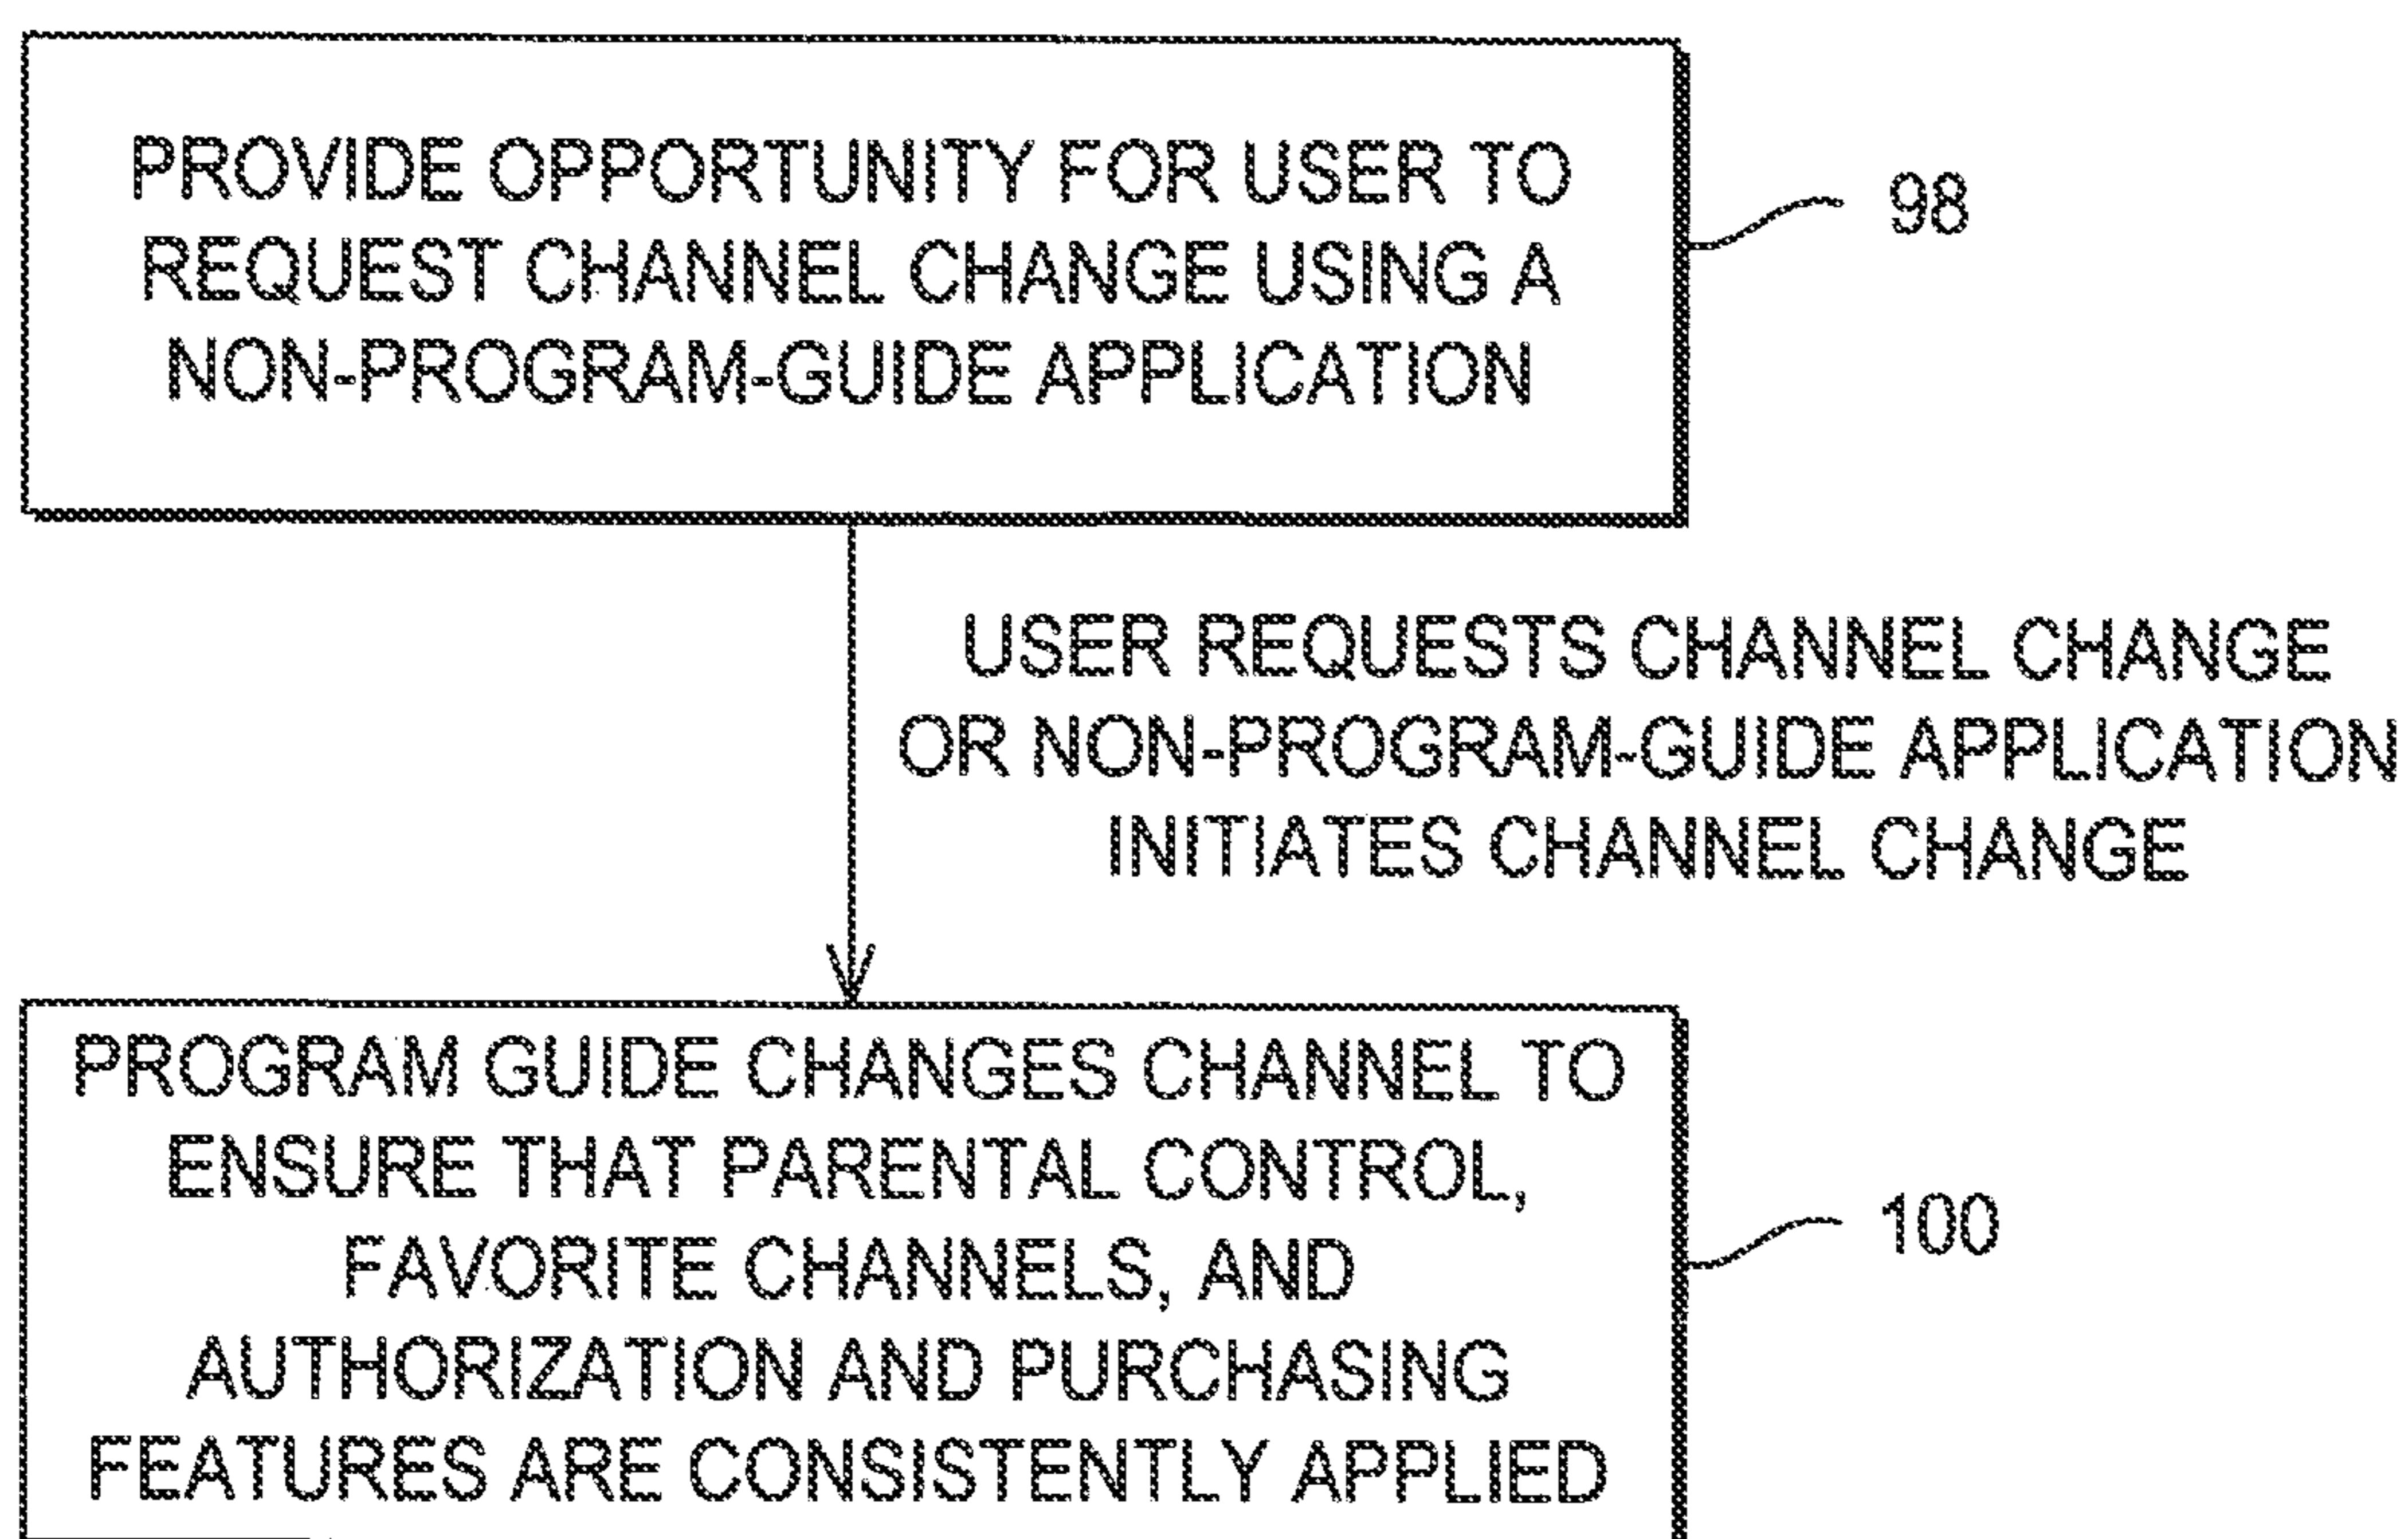 PROVIDE OPPORTUNITY FOR USER TO
REQUEST CHANNEL CHANGE USING A
NON-PROGRAM-GUIDE APPLICATION
98
USER REQUESTS CHANNEL CHANGE
OR NON-PROGRAM-GUIDE APPLICATION
INITIATES CHANNEL CHANGE
PROGRAM GUIDE CHANGES CHANNEL TO
ENSURE THAT PARENTAL CONTROL,
FAVORITE CHANNELS, AND
AUTHORIZATION AND PURCHASING
FEATURES ARE CONSISTENTLY APPLIED
100